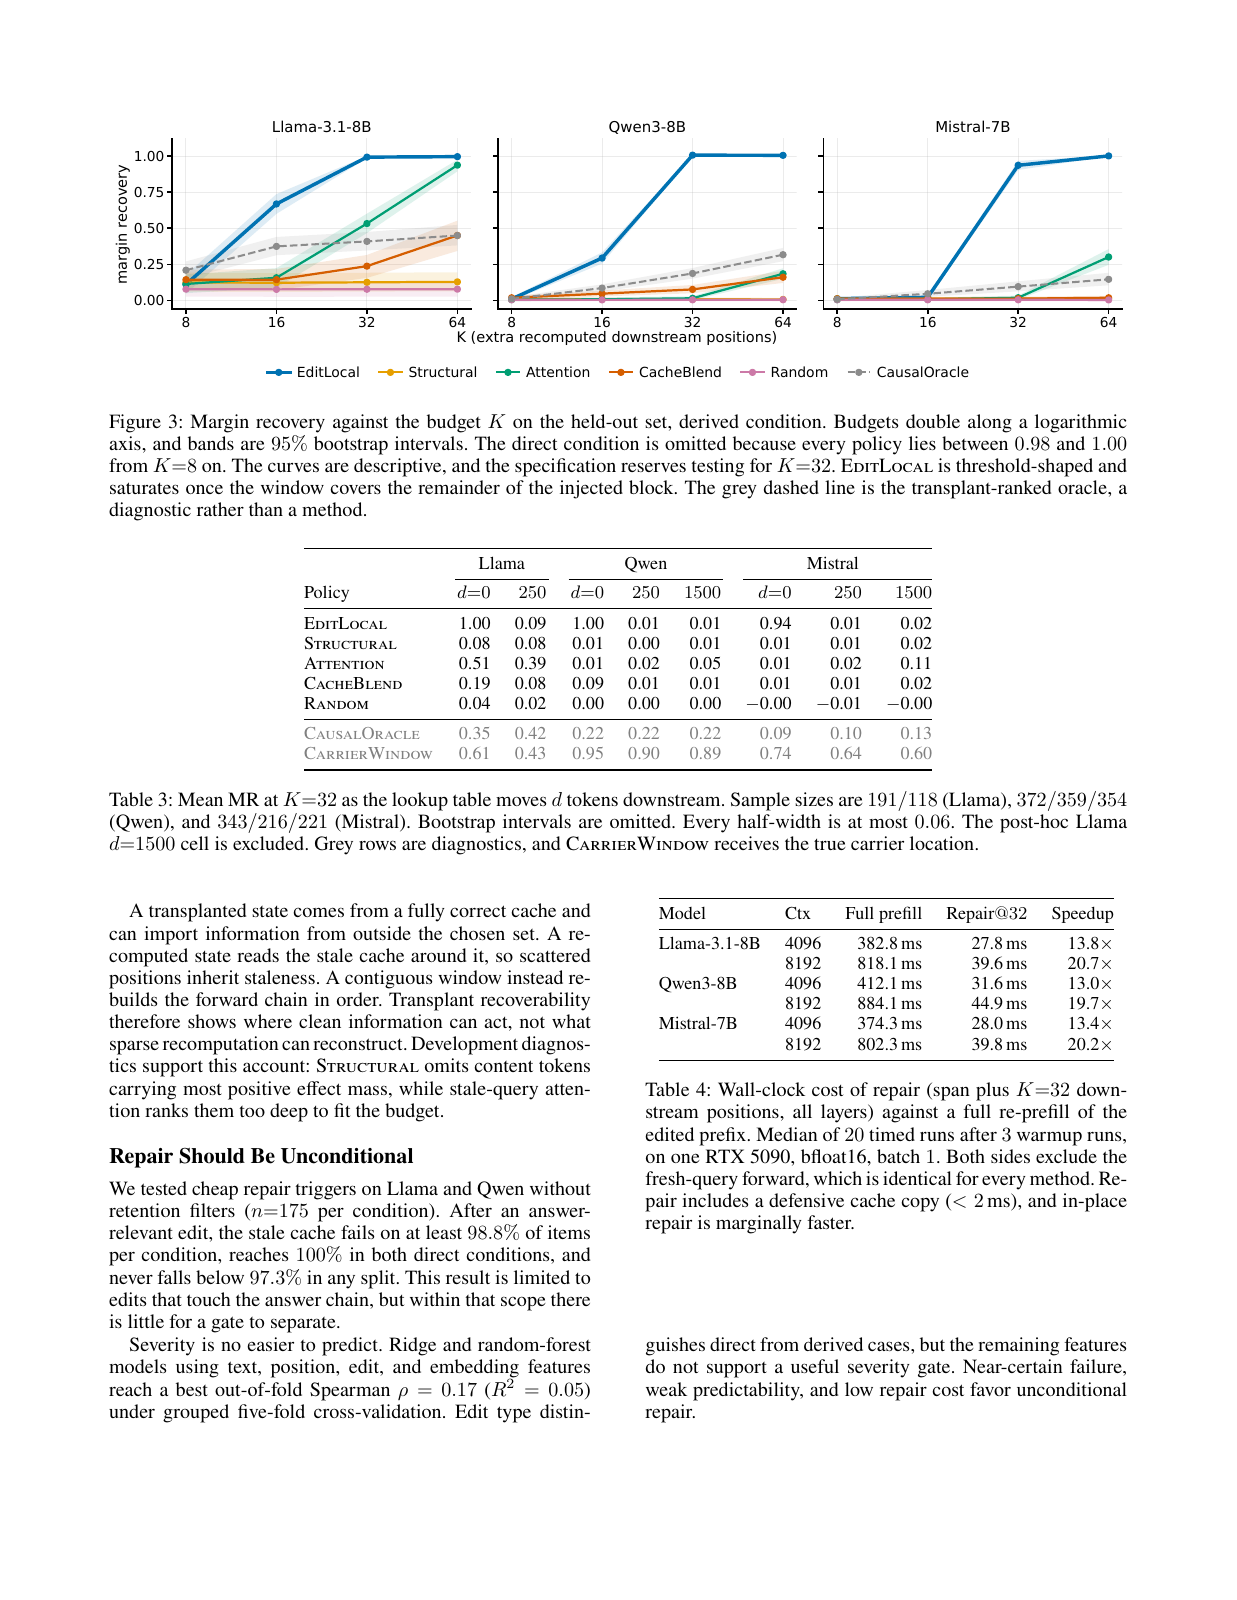 Llama-3.1-8B
Qwen3-8B
Mistral-7B
margin recovery
1.00
0.75
0.50
0.25
0.00
8 16 32 64
8 16 32 64
8 16 32 64
K (extra recomputed downstream positions)
EditLocal Structural Attention CacheBlend Random CausalOracle
Figure 3: Margin recovery against the budget K on the held-out set, derived condition. Budgets double along a logarithmic
axis, and bands are 95% bootstrap intervals. The direct condition is omitted because every policy lies between 0.98 and 1.00
from K=8 on. The curves are descriptive, and the specification reserves testing for K=32. EDITLOCAL is threshold-shaped and
saturates once the window covers the remainder of the injected block. The grey dashed line is the transplant-ranked oracle, a
diagnostic rather than a method.
Llama Qwen Mistral
Policy d=0 250 d=0 250 1500 d=0 250 1500
EDITLOCAL 1.00 0.09 1.00 0.01 0.01 0.94 0.01 0.02
STRUCTURAL 0.08 0.08 0.01 0.00 0.01 0.01 0.01 0.02
ATTENTION 0.51 0.39 0.01 0.02 0.05 0.01 0.02 0.11
CACHEBLEND 0.19 0.08 0.09 0.01 0.01 0.01 0.01 0.02
RANDOM 0.04 0.02 0.00 0.00 0.00 −0.00 −0.01 −0.00
CAUSALORACLE 0.35 0.42 0.22 0.22 0.22 0.09 0.10 0.13
CARRIERWINDOW 0.61 0.43 0.95 0.90 0.89 0.74 0.64 0.60
Table 3: Mean MR at K=32 as the lookup table moves d tokens downstream. Sample sizes are 191/118 (Llama), 372/359/354
(Qwen), and 343/216/221 (Mistral). Bootstrap intervals are omitted. Every half-width is at most 0.06. The post-hoc Llama
d=1500 cell is excluded. Grey rows are diagnostics, and CARRIERWINDOW receives the true carrier location.
A transplanted state comes from a fully correct cache and
can import information from outside the chosen set. A re-
computed state reads the stale cache around it, so scattered
positions inherit staleness. A contiguous window instead re-
builds the forward chain in order. Transplant recoverability
therefore shows where clean information can act, not what
sparse recomputation can reconstruct. Development diagnos-
tics support this account: STRUCTURAL omits content tokens
carrying most positive effect mass, while stale-query atten-
tion ranks them too deep to fit the budget.
Repair Should Be Unconditional
We tested cheap repair triggers on Llama and Qwen without
retention filters (n=175 per condition). After an answer-
relevant edit, the stale cache fails on at least 98.8% of items
per condition, reaches 100% in both direct conditions, and
never falls below 97.3% in any split. This result is limited to
edits that touch the answer chain, but within that scope there
is little for a gate to separate.
Severity is no easier to predict. Ridge and random-forest
models using text, position, edit, and embedding features
reach a best out-of-fold Spearman ρ = 0.17 (R² = 0.05)
under grouped five-fold cross-validation. Edit type distin-
Model Ctx Full prefill Repair@32 Speedup
Llama-3.1-8B 4096 382.8 ms 27.8 ms 13.8×
8192 818.1 ms 39.6 ms 20.7×
Qwen3-8B 4096 412.1 ms 31.6 ms 13.0×
8192 884.1 ms 44.9 ms 19.7×
Mistral-7B 4096 374.3 ms 28.0 ms 13.4×
8192 802.3 ms 39.8 ms 20.2×
Table 4: Wall-clock cost of repair (span plus K=32 down-
stream positions, all layers) against a full re-prefill of the
edited prefix. Median of 20 timed runs after 3 warmup runs,
on one RTX 5090, bfloat16, batch 1. Both sides exclude the
fresh-query forward, which is identical for every method. Re-
pair includes a defensive cache copy (< 2 ms), and in-place
repair is marginally faster.
guishes direct from derived cases, but the remaining features
do not support a useful severity gate. Near-certain failure,
weak predictability, and low repair cost favor unconditional
repair.